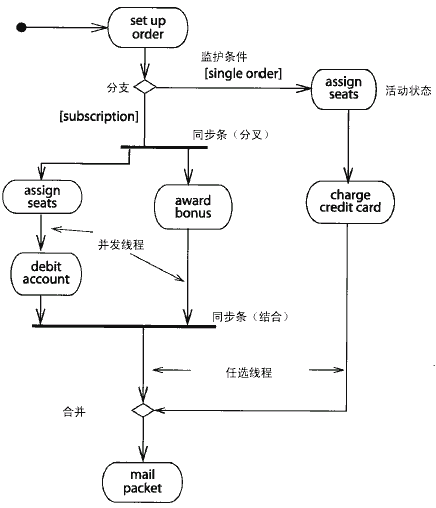 set up
order
监护条件
[single order]
分支
assign
seats
活动状态
[subscription]
同步条（分叉）
assign
seats
award
bonus
charge
credit card
并发线程
debit
account
同步条（结合）
任选线程
合并
mail
packet